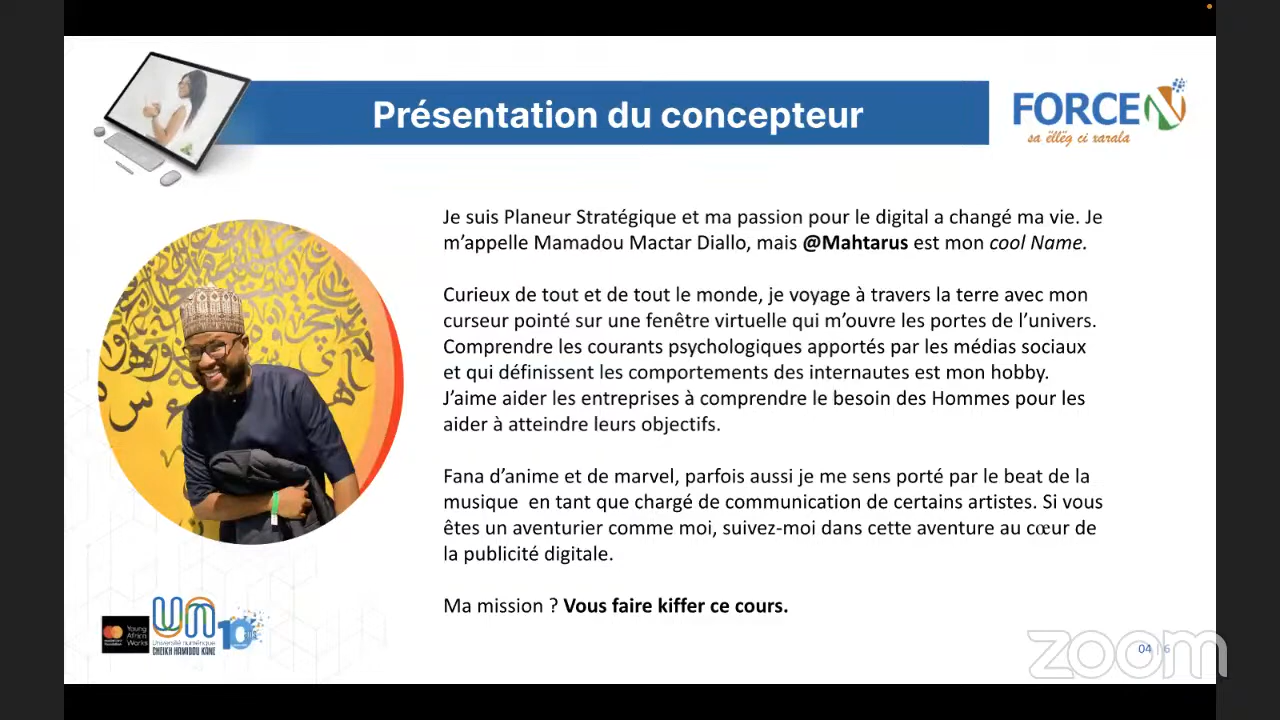 Présentation du concepteur
FORCE N
sa ëllëg ci xarala
Je suis Planeur Stratégique et ma passion pour le digital a changé ma vie. Je
m’appelle Mamadou Mactar Diallo, mais @Mahtarus est mon cool Name.
Curieux de tout et de tout le monde, je voyage à travers la terre avec mon
curseur pointé sur une fenêtre virtuelle qui m’ouvre les portes de l’univers.
Comprendre les courants psychologiques apportés par les médias sociaux
et qui définissent les comportements des internautes est mon hobby.
J’aime aider les entreprises à comprendre le besoin des Hommes pour les
aider à atteindre leurs objectifs.
Fana d’anime et de marvel, parfois aussi je me sens porté par le beat de la
musique  en tant que chargé de communication de certains artistes. Si vous
êtes un aventurier comme moi, suivez-moi dans cette aventure au cœur de
la publicité digitale.
Ma mission ? Vous faire kiffer ce cours.
Young
Africa
Works
Université numérique
CHEIKH HAMIDOU KANE
10
04 | 6
zoom